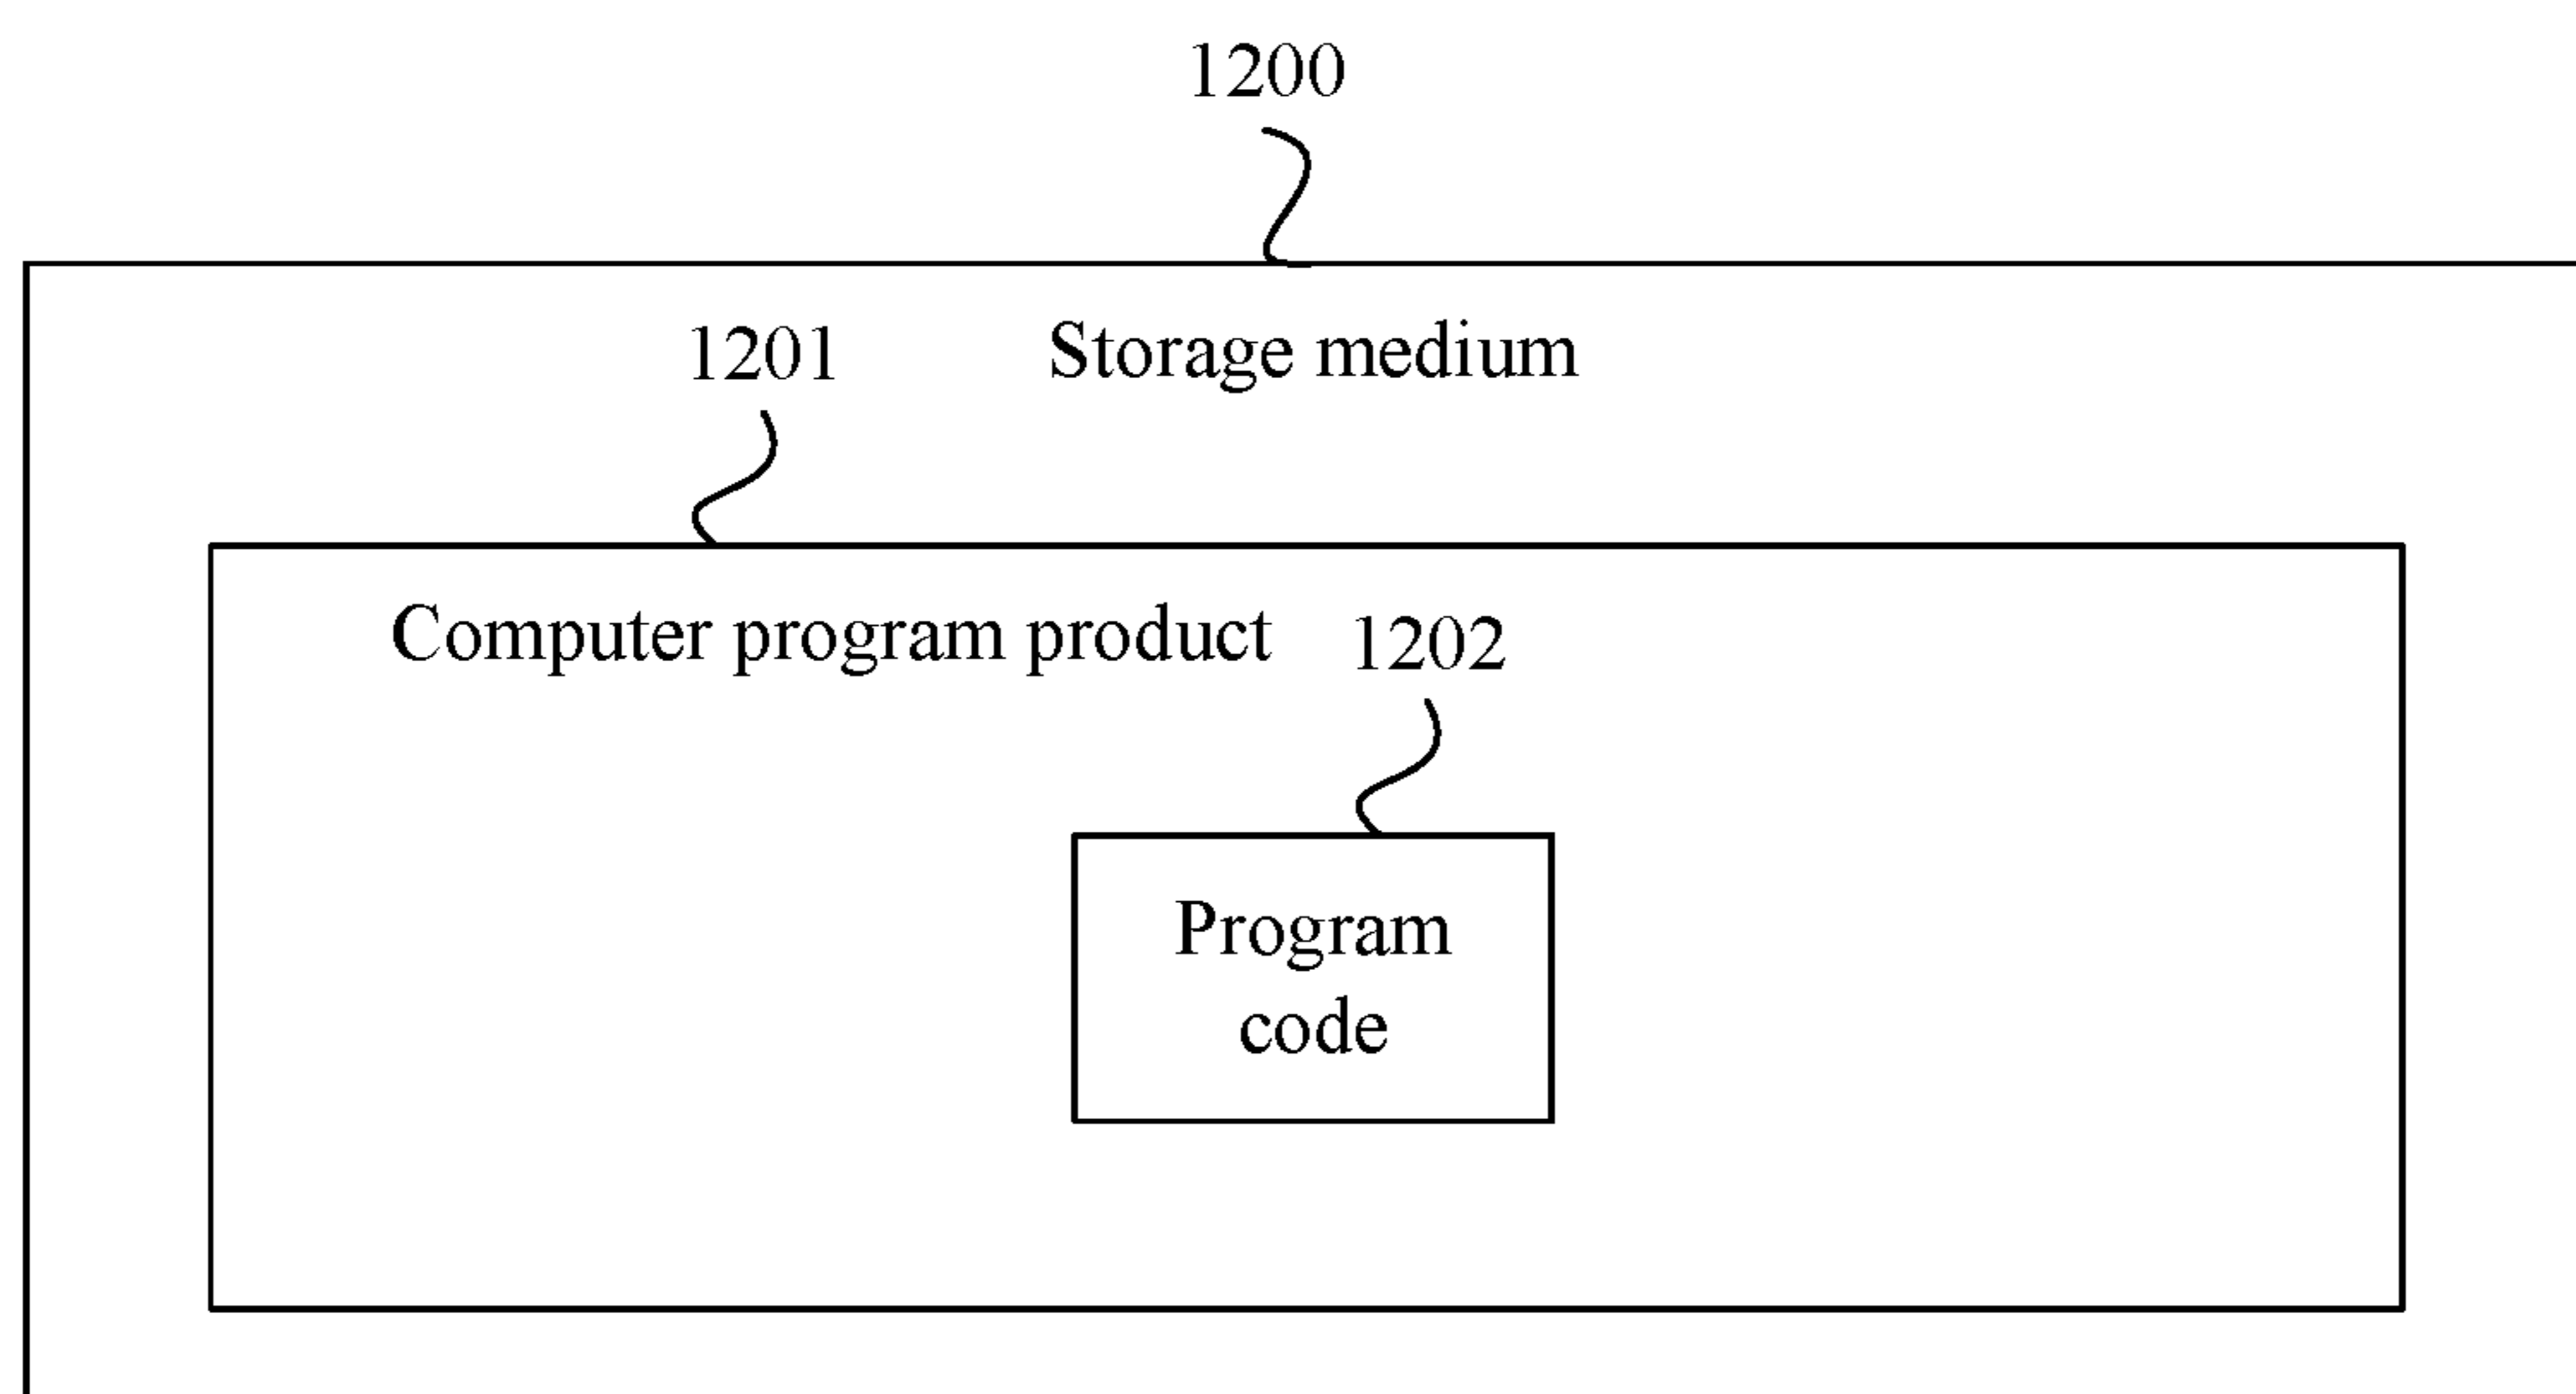 1200
1201
Storage medium
Computer program product
1202
Program
code